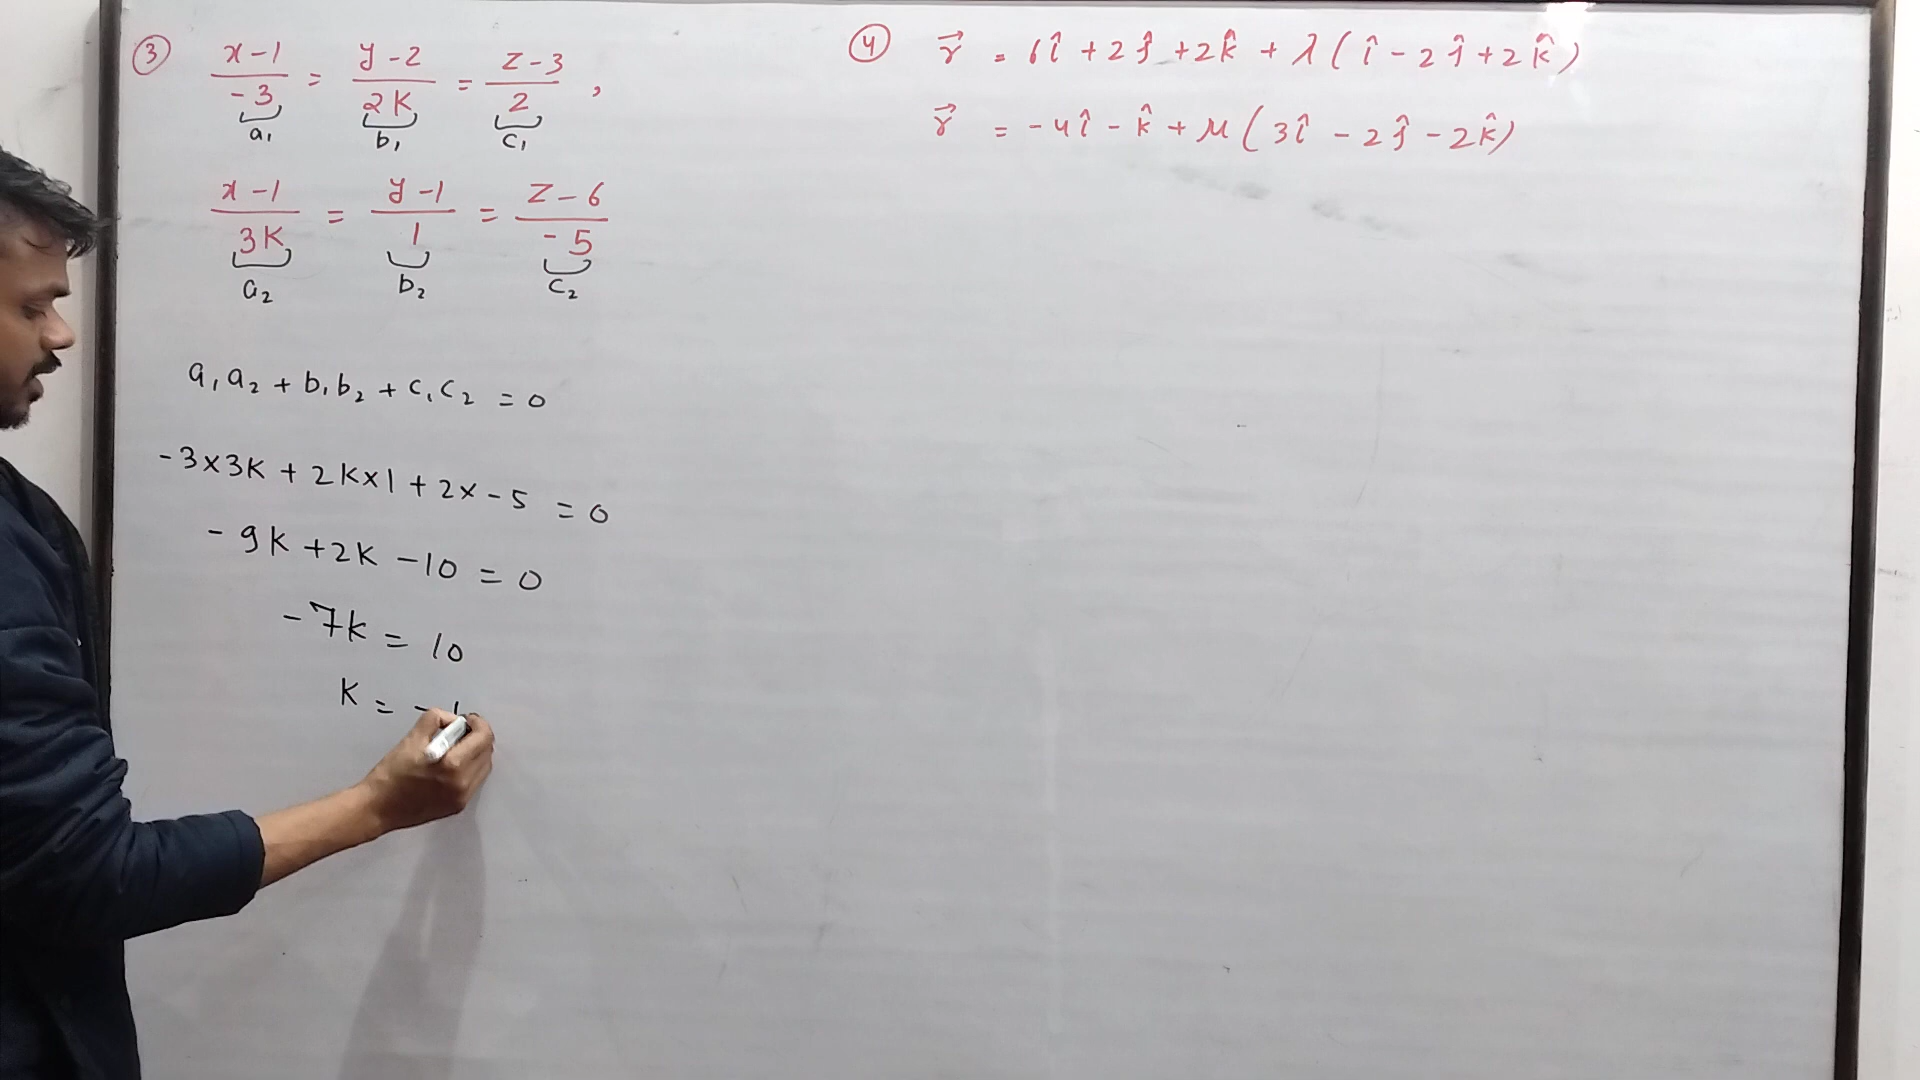 ③ x-1/-3 = y-2/2K = z-3/2 ,
a₁ b₁ c₁
x-1/3K = y-1/1 = z-6/-5
a₂ b₂ c₂
a₁a₂ + b₁b₂ + c₁c₂ = 0
-3×3K + 2K×1 + 2×-5 = 0
-9K + 2K - 10 = 0
-7K = 10
K = -1
④ r⃗ = 6î + 2ĵ + 2k̂ + λ(î - 2ĵ + 2k̂)
r⃗ = -4î - k̂ + μ(3î - 2ĵ - 2k̂)